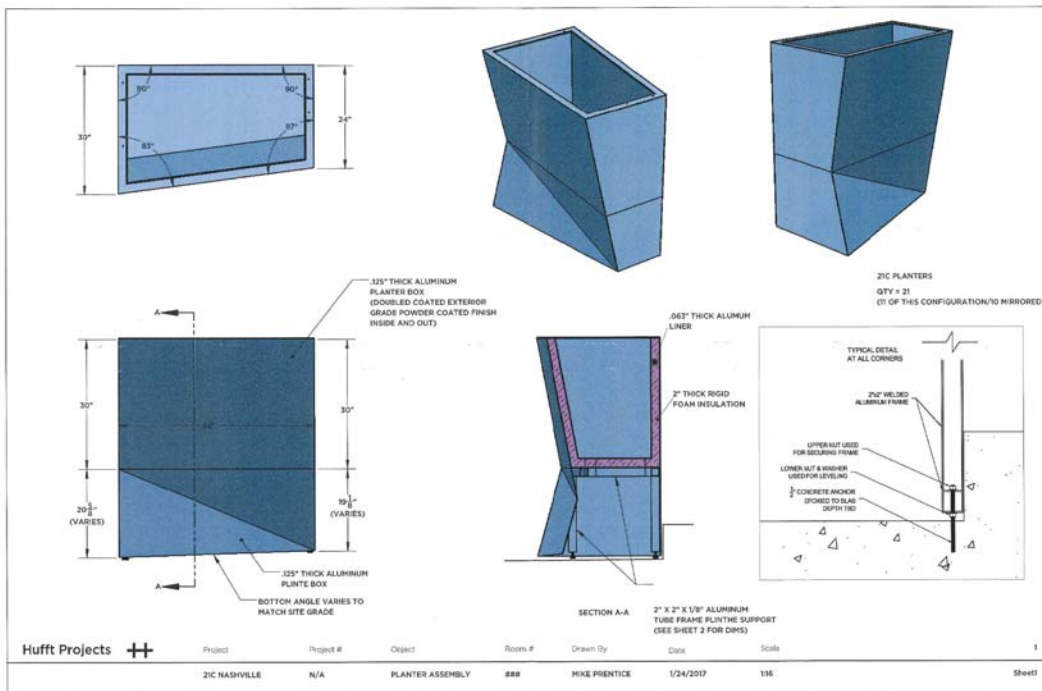 30"
90°
90°
83°
97°
24"
.125" THICK ALUMINUM
PLANTER BOX
(DOUBLED COATED EXTERIOR
GRADE POWDER COATED FINISH
INSIDE AND OUT)
A
30"
30"
20 5/8"
(VARIES)
19 1/8"
(VARIES)
.125" THICK ALUMINUM
PLINTE BOX
A
BOTTOM ANGLE VARIES TO
MATCH SITE GRADE
.063" THICK ALUMUM
LINER
2" THICK RIGID
FOAM INSULATION
SECTION A-A
2" X 2" X 1/8" ALUMINUM
TUBE FRAME PLINTHE SUPPORT
(SEE SHEET 2 FOR DIMS)
21C PLANTERS
QTY = 21
(11 OF THIS CONFIGURATION/10 MIRRORED
TYPICAL DETAIL
AT ALL CORNERS
2"x2" WELDED
ALUMINUM FRAME
UPPER NUT USED
FOR SECURING FRAME
LOWER NUT & WASHER
USED FOR LEVELING
CONCRETE ANCHOR
EPOXIED TO SLAB
DEPTH TBD
Hufft Projects
Project Project # Object Room # Drawn By Date Scale 1
21C NASHVILLE N/A PLANTER ASSEMBLY ### MIKE PRENTICE 1/24/2017 1:16 Sheet1